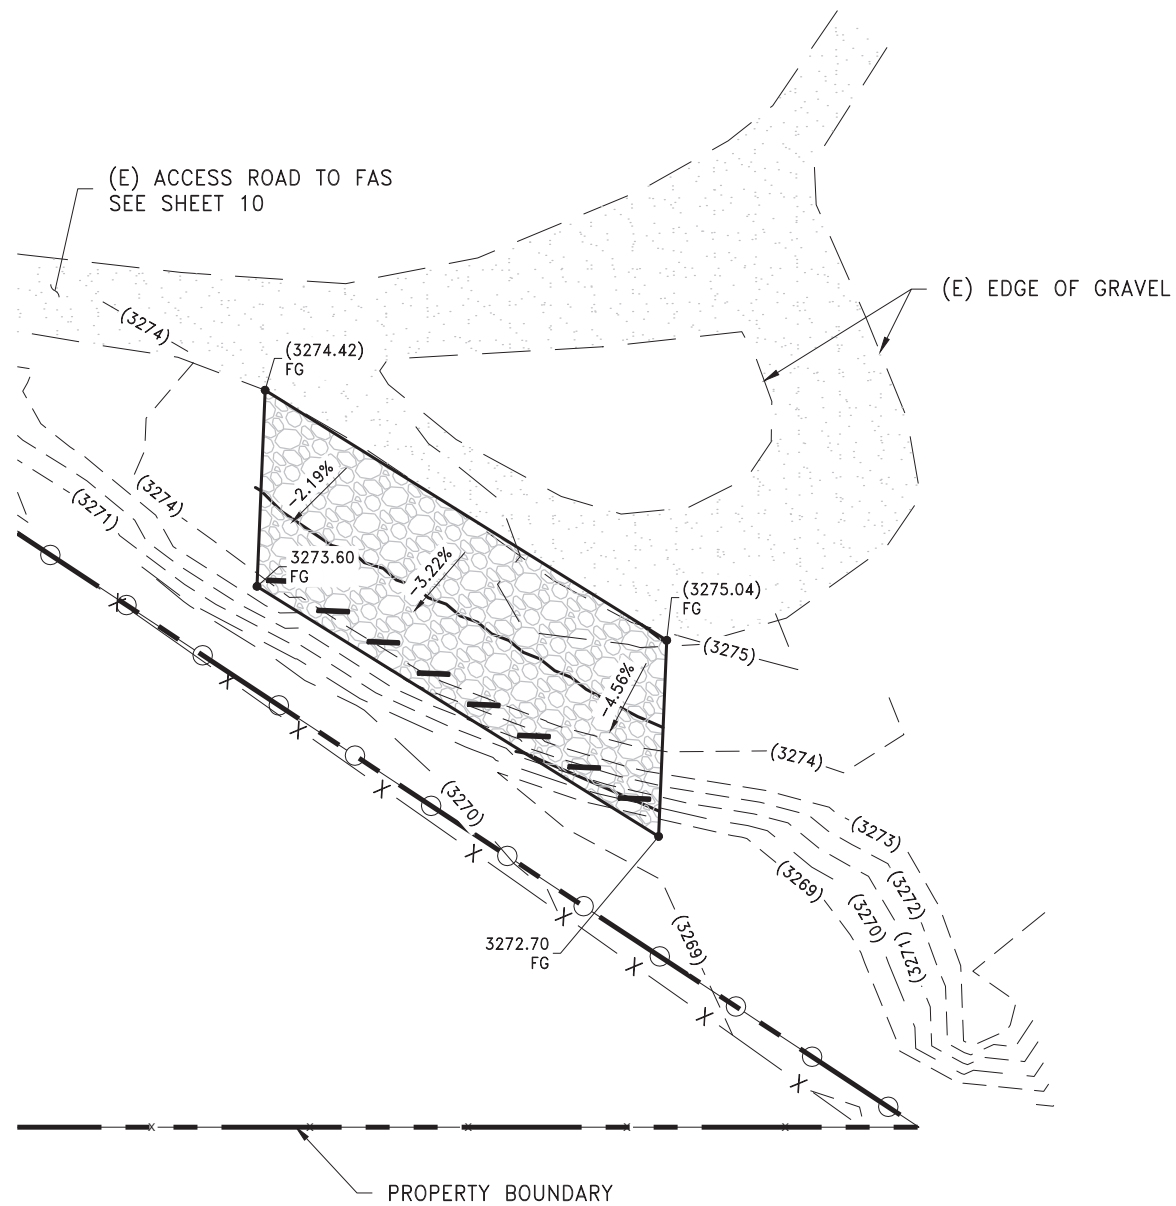 (E) ACCESS ROAD TO FAS
SEE SHEET 10
(E) EDGE OF GRAVEL
(3274)
(3274.42)
FG
-2.19%
(3274)
(3271)
3273.60
FG
-3.22%
(3275.04)
FG
(3275)
-4.56%
(3274)
(3270)
(3273)
(3269)
(3272)
(3270)
(3271)
3272.70
FG
(3269)
X
X
X
X
X
X
X
X
X
PROPERTY BOUNDARY